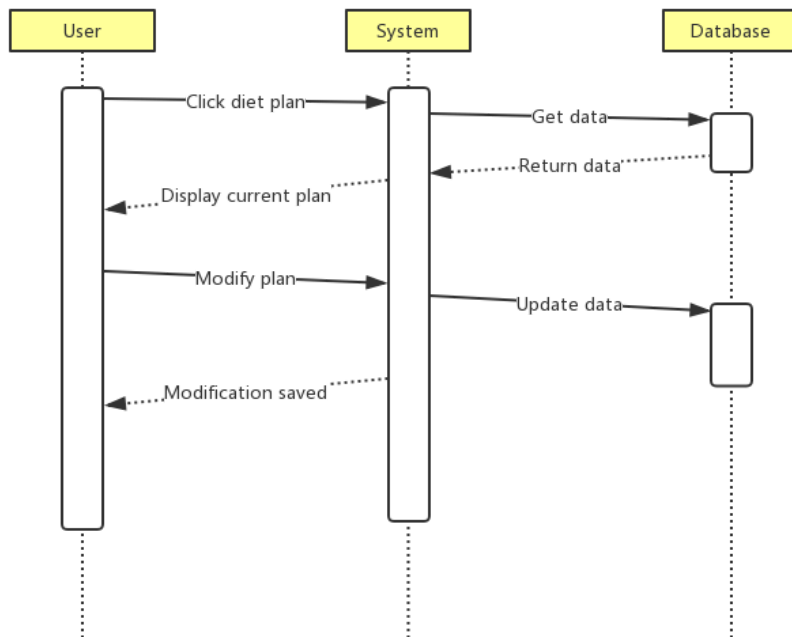 User
System
Database
Click diet plan
Get data
Return data
Display current plan
Modify plan
Update data
Modification saved